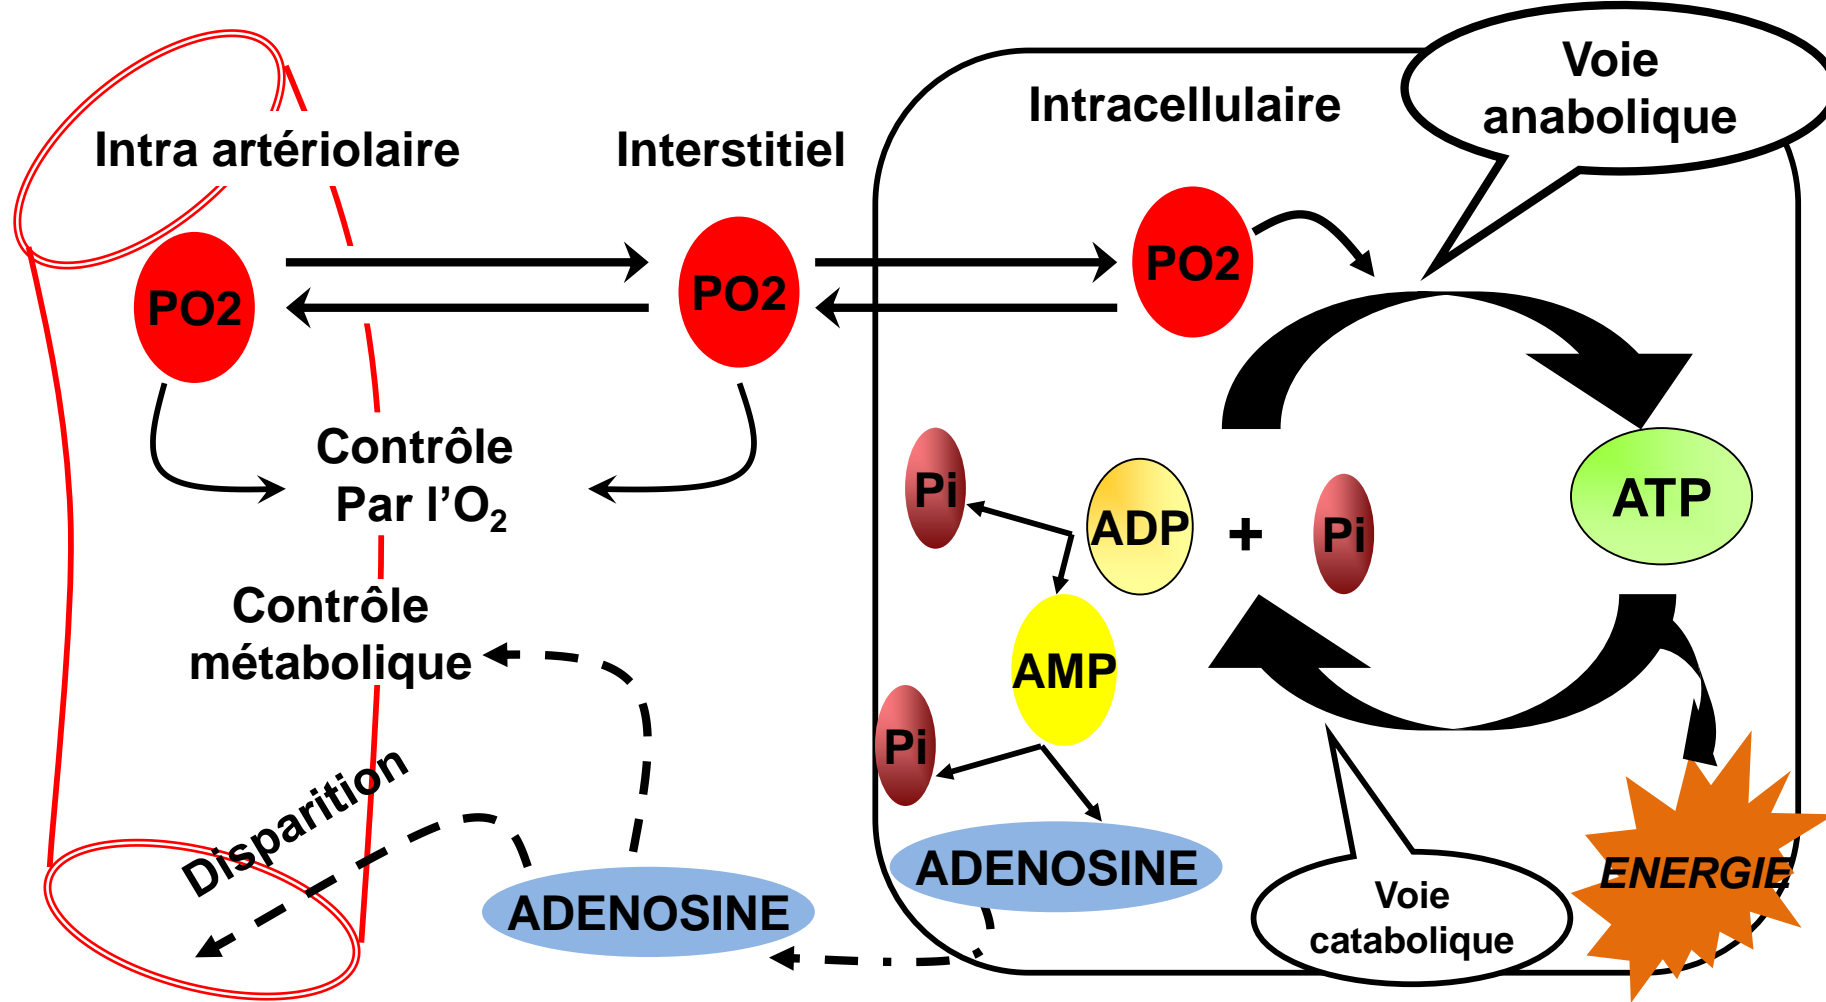 Intra artériolaire
Interstitiel
Intracellulaire
Voie
anabolique
PO2
PO2
PO2
Contrôle
Par l’O₂
Contrôle
métabolique
Pi
ADP
+
Pi
ATP
AMP
Pi
Disparition
ADENOSINE
ADENOSINE
Voie
catabolique
ENERGIE